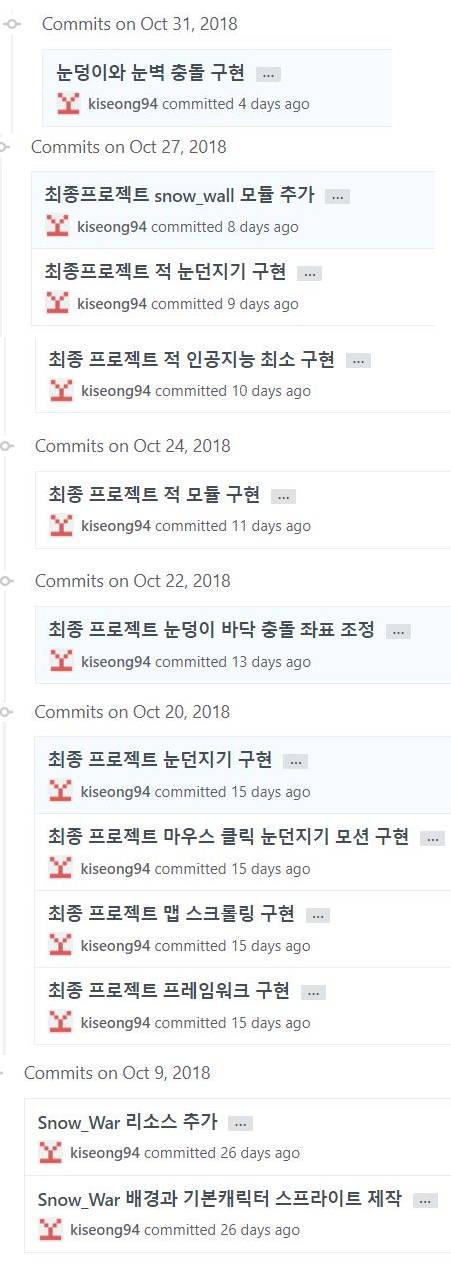 Commits on Oct 31, 2018
눈덩이와 눈벽 충돌 구현 ...
kiseong94 committed 4 days ago
Commits on Oct 27, 2018
최종프로젝트 snow_wall 모듈 추가 ...
kiseong94 committed 8 days ago
최종프로젝트 적 눈던지기 구현 ...
kiseong94 committed 9 days ago
최종 프로젝트 적 인공지능 최소 구현 ...
kiseong94 committed 10 days ago
Commits on Oct 24, 2018
최종 프로젝트 적 모듈 구현 ...
kiseong94 committed 11 days ago
Commits on Oct 22, 2018
최종 프로젝트 눈덩이 바닥 충돌 좌표 조정 ...
kiseong94 committed 13 days ago
Commits on Oct 20, 2018
최종 프로젝트 눈던지기 구현 ...
kiseong94 committed 15 days ago
최종 프로젝트 마우스 클릭 눈던지기 모션 구현 ...
kiseong94 committed 15 days ago
최종 프로젝트 맵 스크롤링 구현 ...
kiseong94 committed 15 days ago
최종 프로젝트 프레임워크 구현 ...
kiseong94 committed 15 days ago
Commits on Oct 9, 2018
Snow_War 리소스 추가 ...
kiseong94 committed 26 days ago
Snow_War 배경과 기본캐릭터 스프라이트 제작 ...
kiseong94 committed 26 days ago